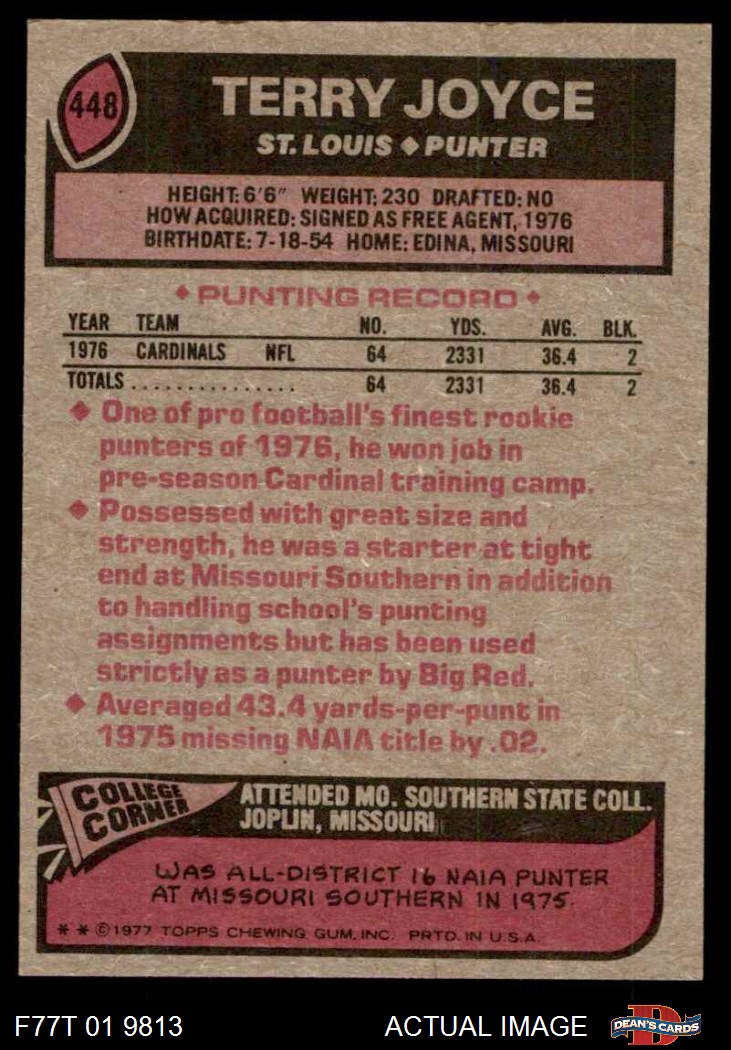 448
TERRY JOYCE
ST. LOUIS ♦ PUNTER
HEIGHT: 6'6" WEIGHT: 230 DRAFTED: NO
HOW ACQUIRED: SIGNED AS FREE AGENT, 1976
BIRTHDATE: 7-18-54 HOME: EDINA, MISSOURI
♦ PUNTING RECORD ♦
YEAR TEAM NO. YDS. AVG. BLK.
1976 CARDINALS NFL 64 2331 36.4 2
TOTALS . . . . . . . . . . . . . . . 64 2331 36.4 2
♦ One of pro football's finest rookie
punters of 1976, he won job in
pre-season Cardinal training camp.
♦ Possessed with great size and
strength, he was a starter at tight
end at Missouri Southern in addition
to handling school's punting
assignments but has been used
strictly as a punter by Big Red.
♦ Averaged 43.4 yards-per-punt in
1975 missing NAIA title by .02.
COLLEGE
CORNER
ATTENDED MO. SOUTHERN STATE COLL.
JOPLIN, MISSOURI
WAS ALL-DISTRICT 16 NAIA PUNTER
AT MISSOURI SOUTHERN IN 1975.
* * ©1977 TOPPS CHEWING GUM, INC. PRTD. IN U.S.A.
F77T 01 9813 ACTUAL IMAGE D DEAN'S CARDS